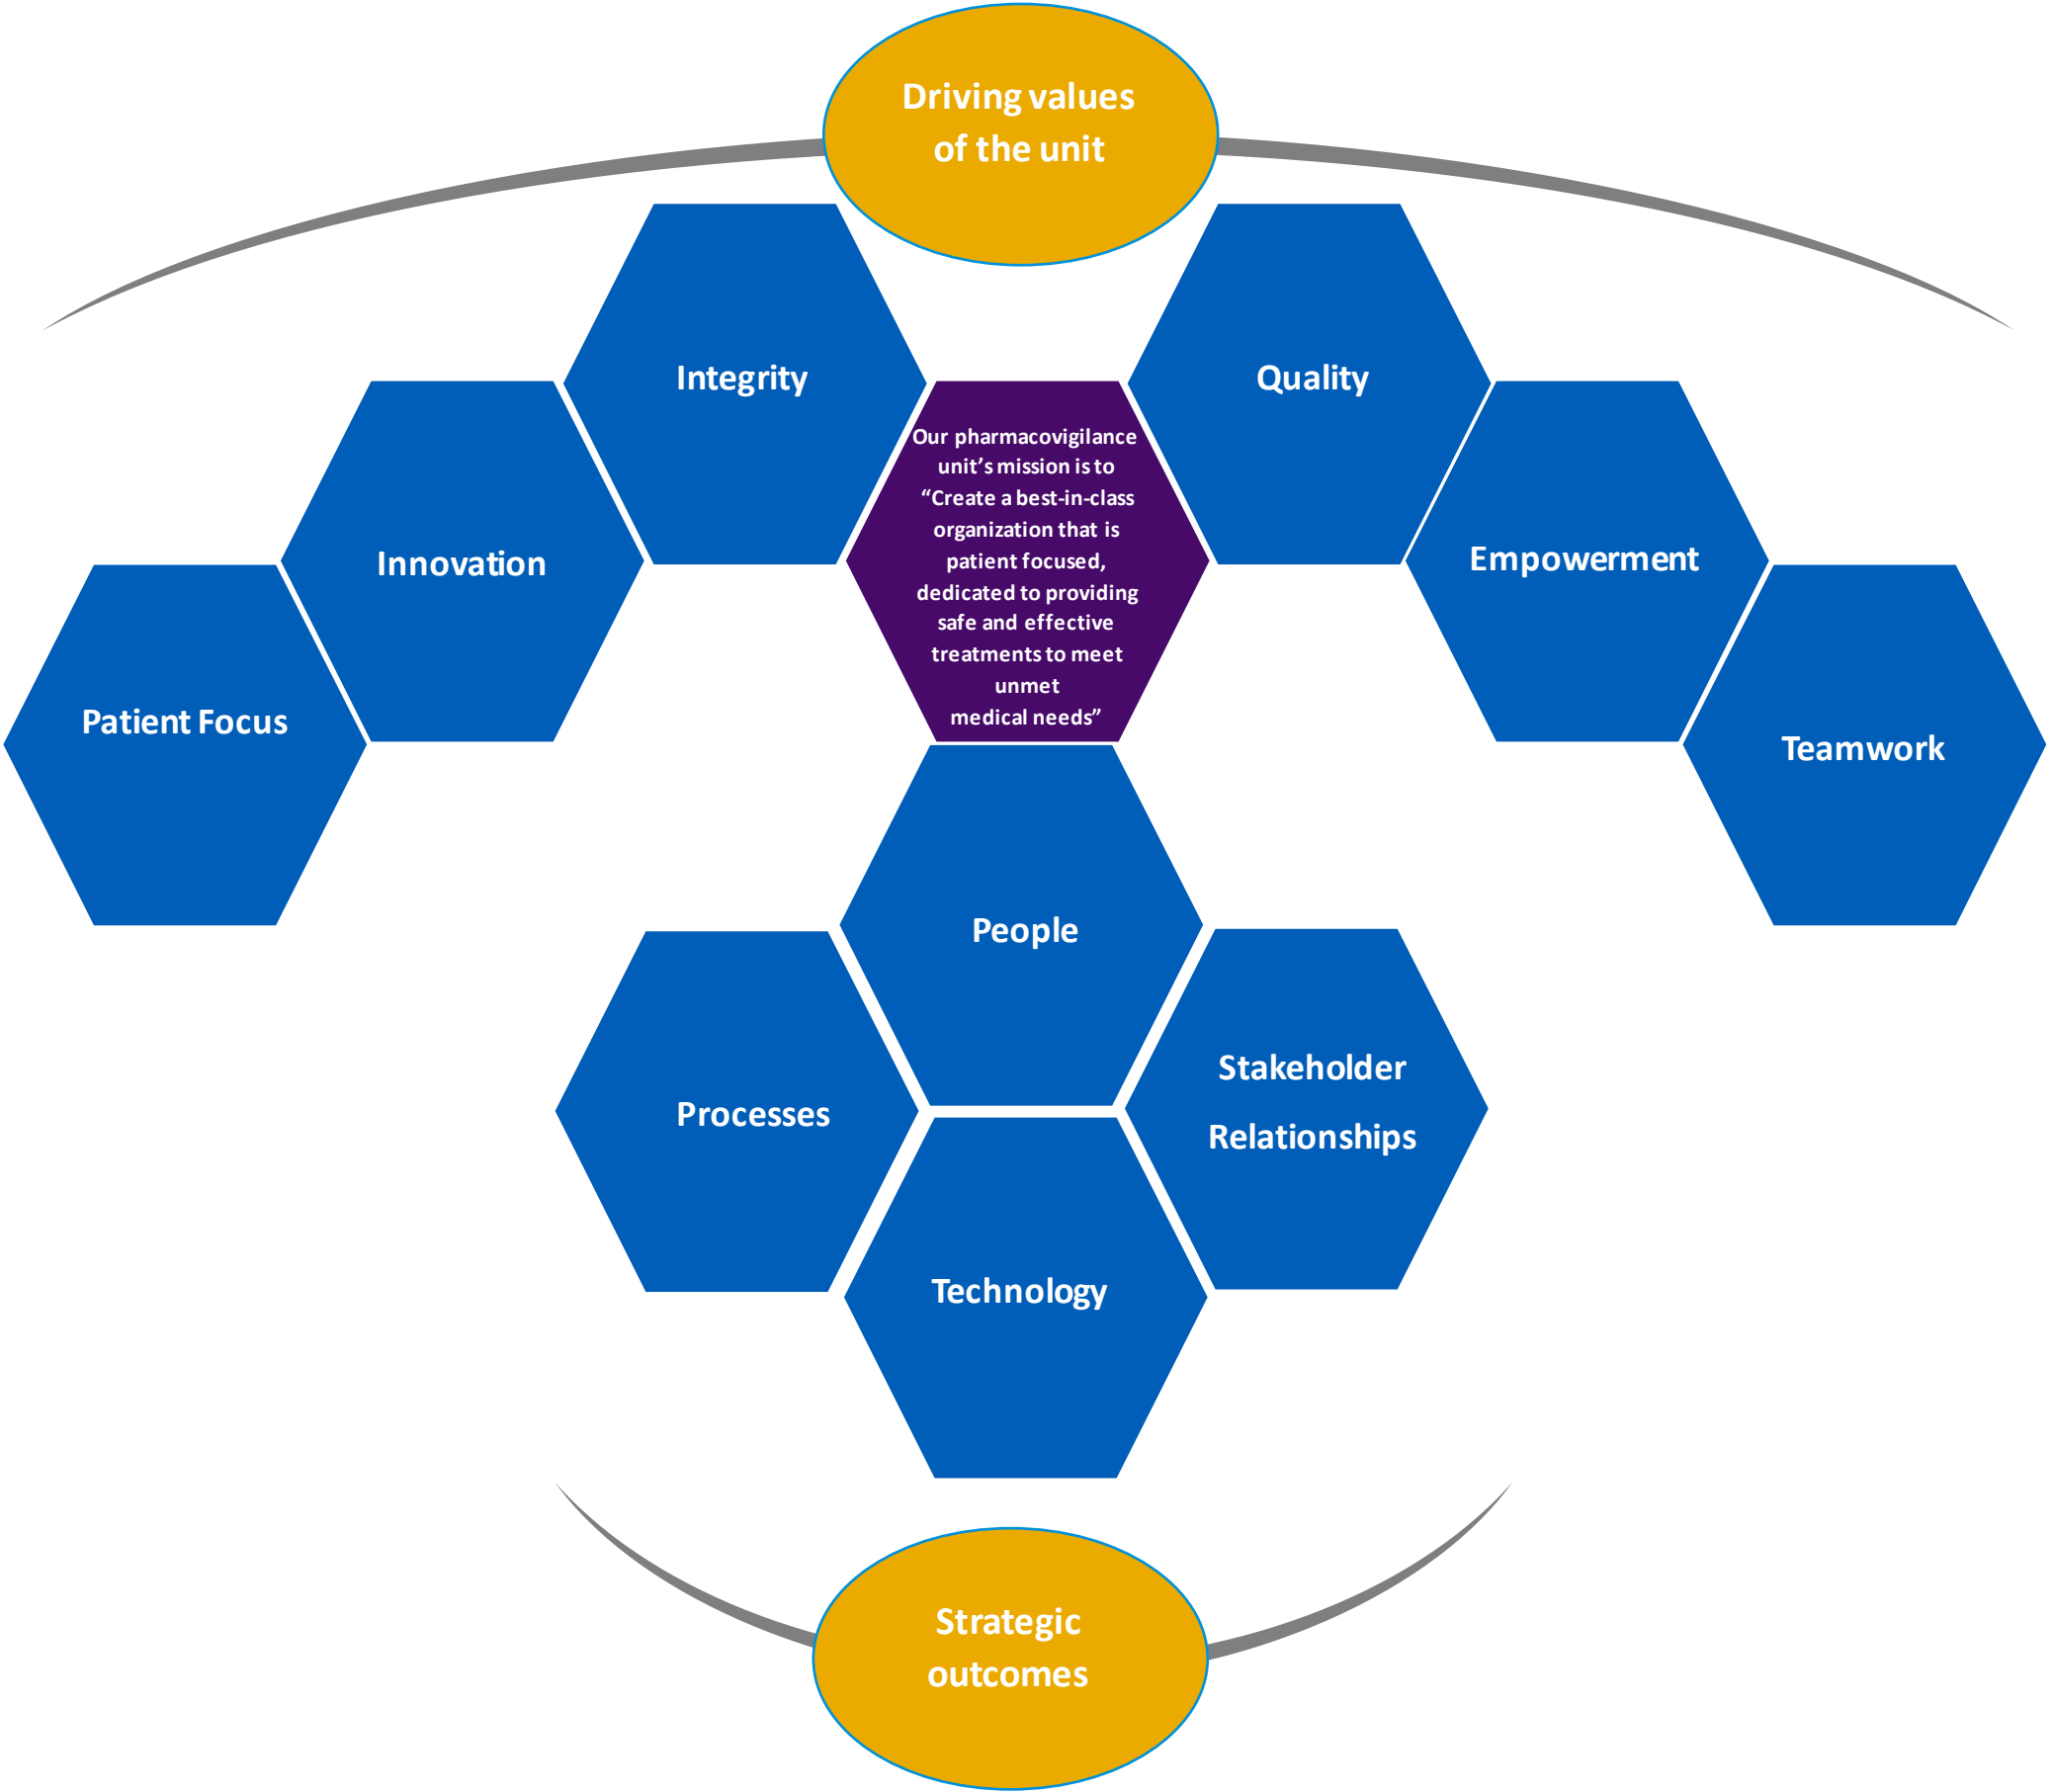 Driving values
of the unit
Integrity
Quality
Our pharmacovigilance
unit’s mission is to
“Create a best-in-class
organization that is
patient focused,
dedicated to providing
safe and effective
treatments to meet
unmet
medical needs”
Innovation
Empowerment
Patient Focus
Teamwork
People
Processes
Stakeholder
Relationships
Technology
Strategic
outcomes